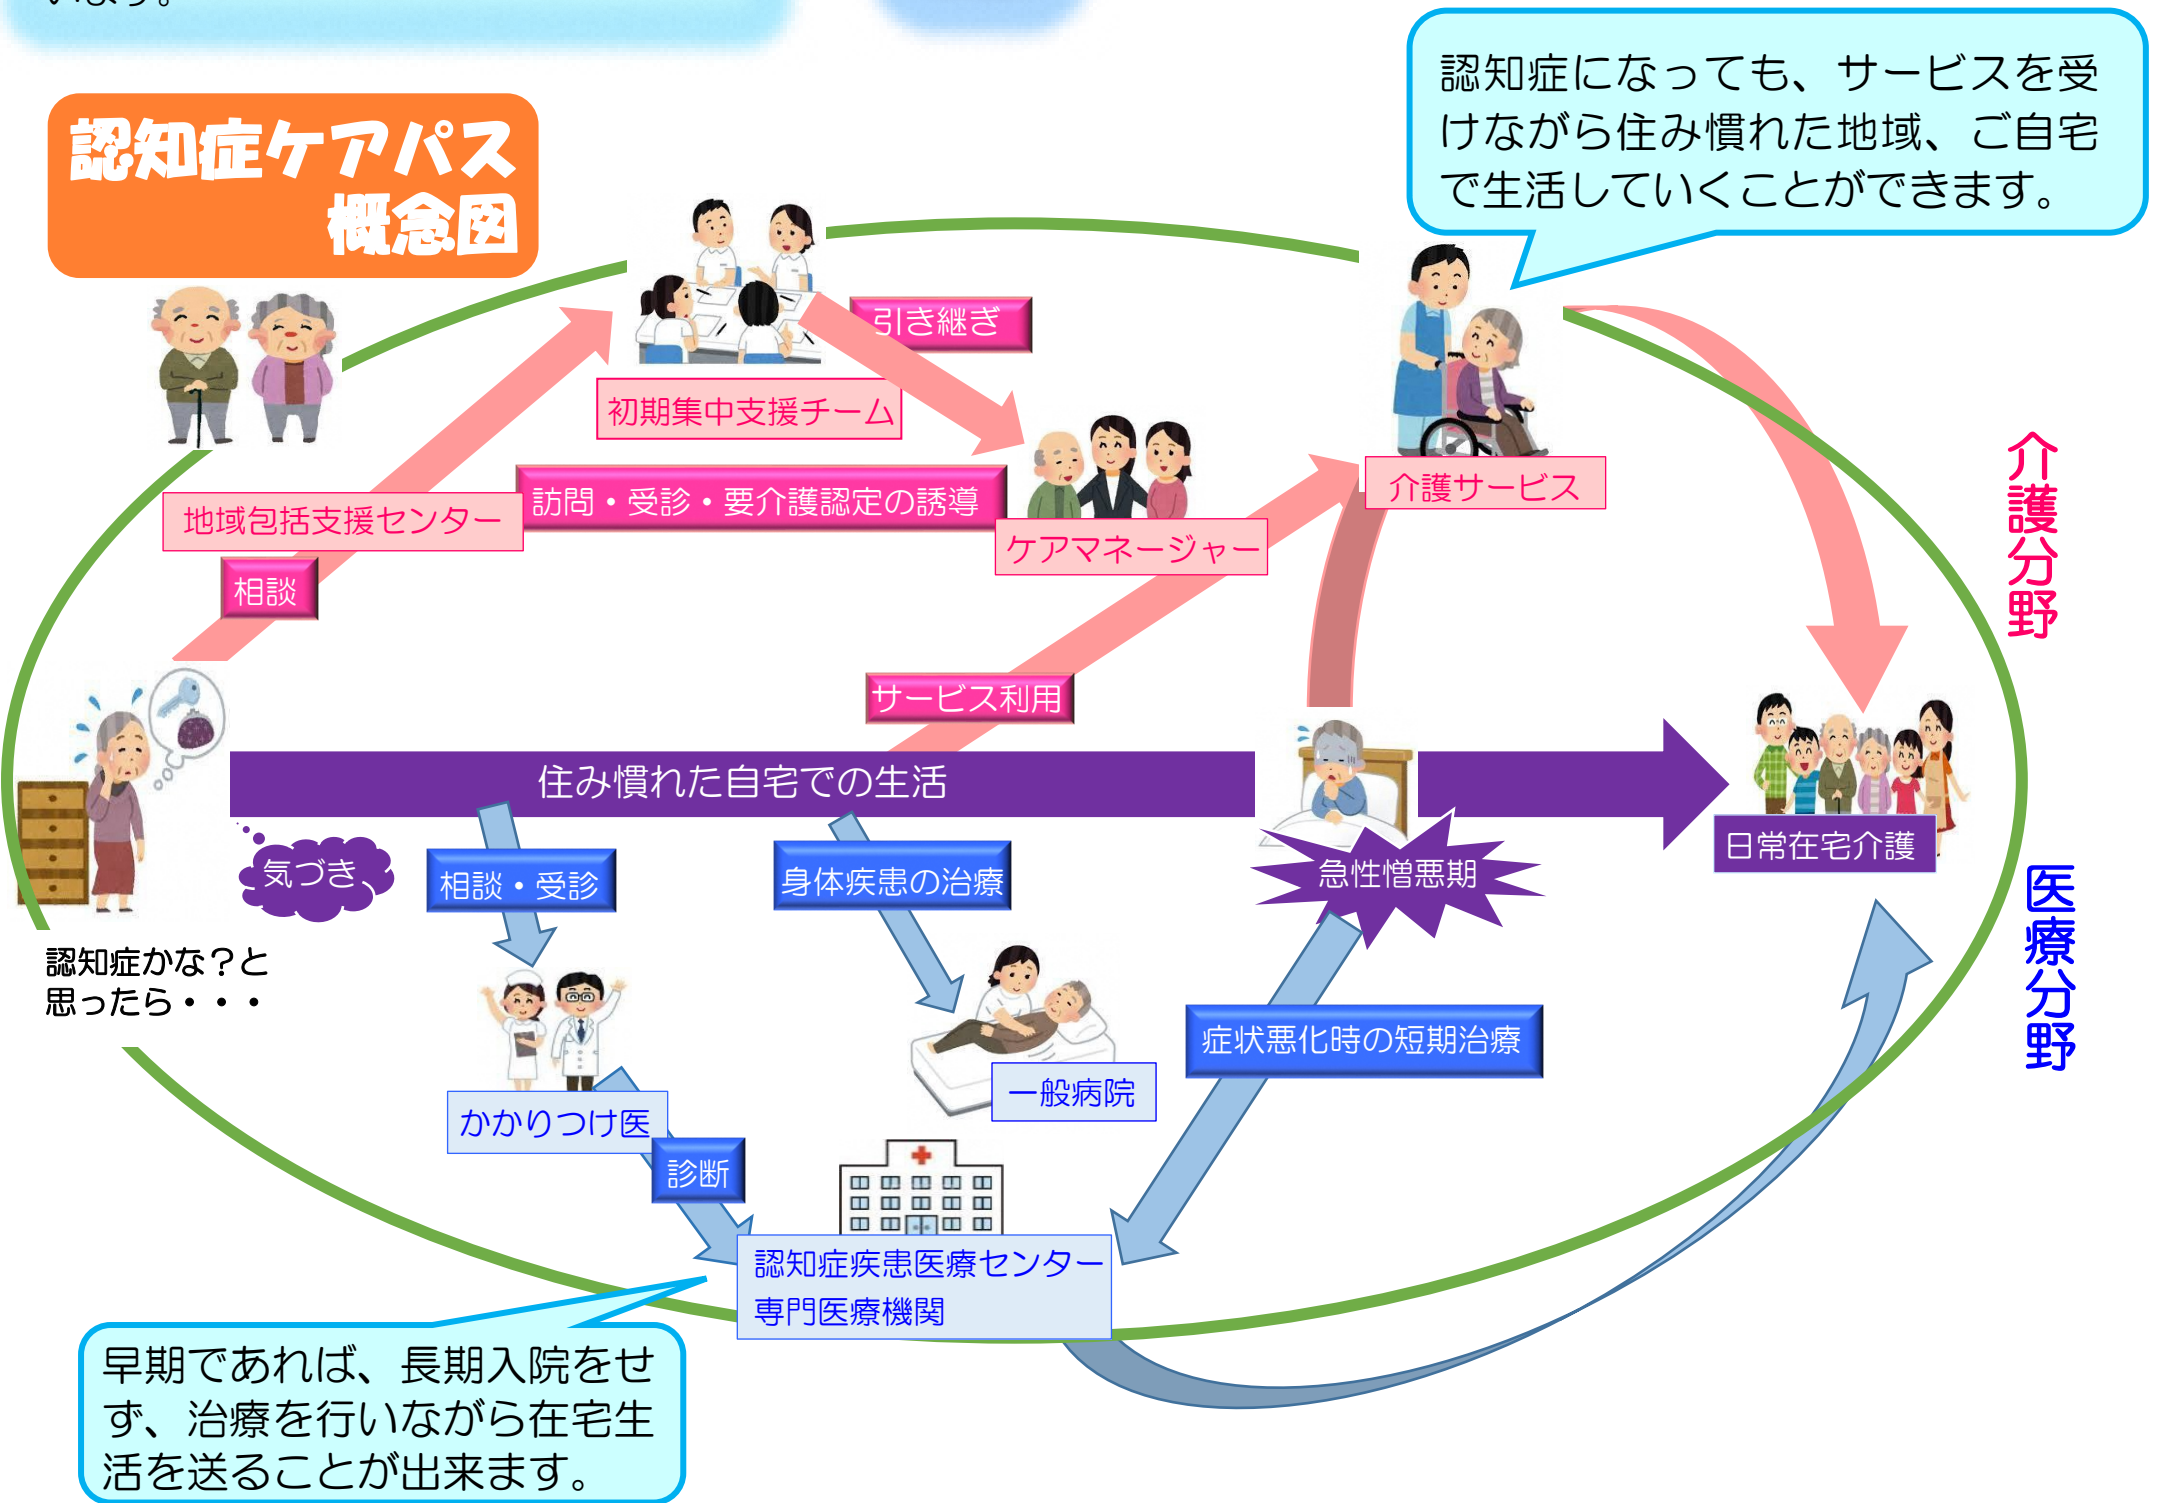 います。
認知症ケアパス
概念図
認知症になっても、サービスを受
けながら住み慣れた地域、ご自宅
で生活していくことができます。
引き継ぎ
初期集中支援チーム
訪問・受診・要介護認定の誘導
地域包括支援センター
相談
ケアマネージャー
介護サービス
介護分野
サービス利用
住み慣れた自宅での生活
気づき
相談・受診
身体疾患の治療
急性憎悪期
日常在宅介護
医療分野
認知症かな？と
思ったら・・・
症状悪化時の短期治療
一般病院
かかりつけ医
診断
認知症疾患医療センター
専門医療機関
早期であれば、長期入院をせ
ず、治療を行いながら在宅生
活を送ることが出来ます。